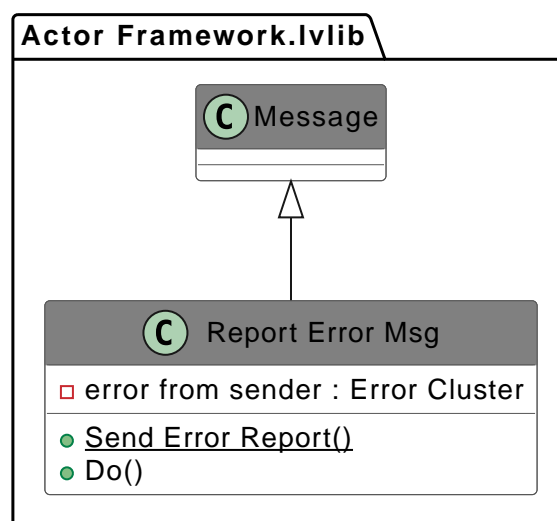 Actor Framework.lvlib
C Message
C Report Error Msg
error from sender : Error Cluster
Send Error Report()
Do()